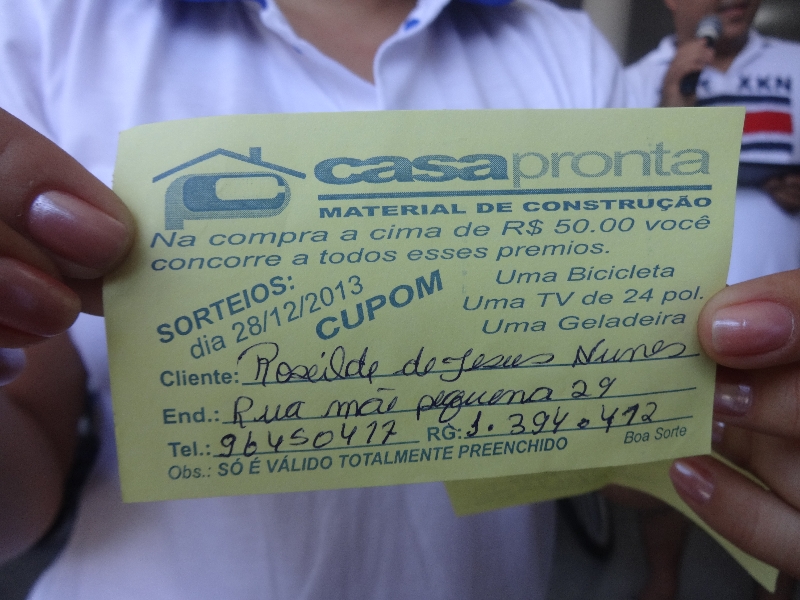 XKN
casapronta
MATERIAL DE CONSTRUÇÃO
Na compra a cima de R$ 50.00 você
concorre a todos esses premios.
SORTEIOS:
dia 28/12/2013
CUPOM
Uma Bicicleta
Uma TV de 24 pol.
Uma Geladeira
Cliente: Roseilde de Jesus Nunes
End.: Rua mãe pequena 29
Tel.: 96450417 RG: 1.394.412
Obs.: SÓ É VÁLIDO TOTALMENTE PREENCHIDO Boa Sorte